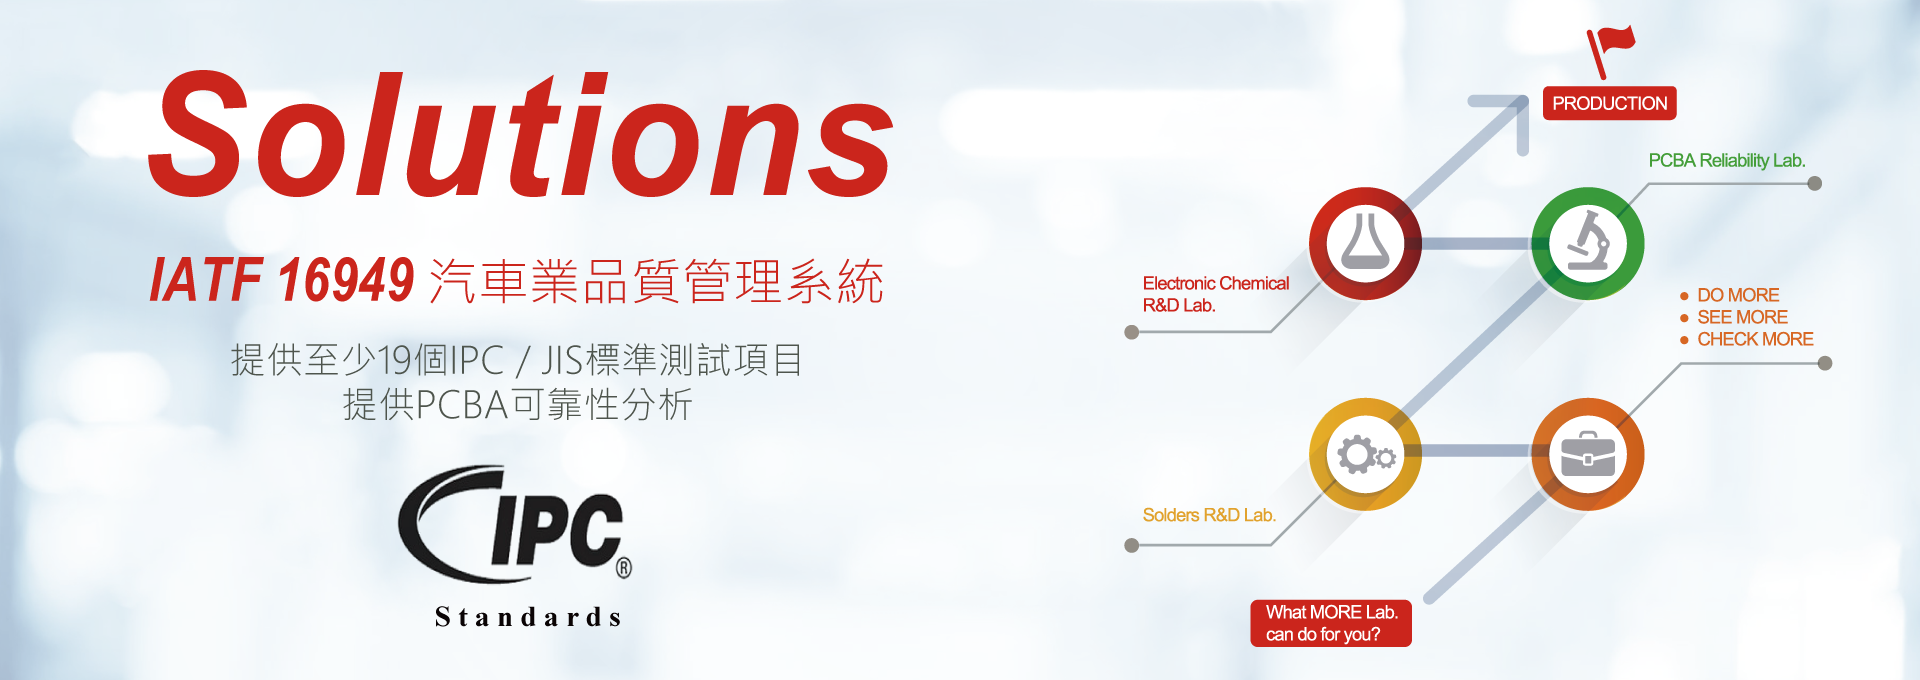 Solutions
IATF 16949 汽車業品質管理系統
提供至少19個IPC / JIS標準測試項目
提供PCBA可靠性分析
IPC®
Standards
PRODUCTION
PCBA Reliability Lab.
Electronic Chemical
R&D Lab.
DO MORE
SEE MORE
CHECK MORE
Solders R&D Lab.
What MORE Lab.
can do for you?